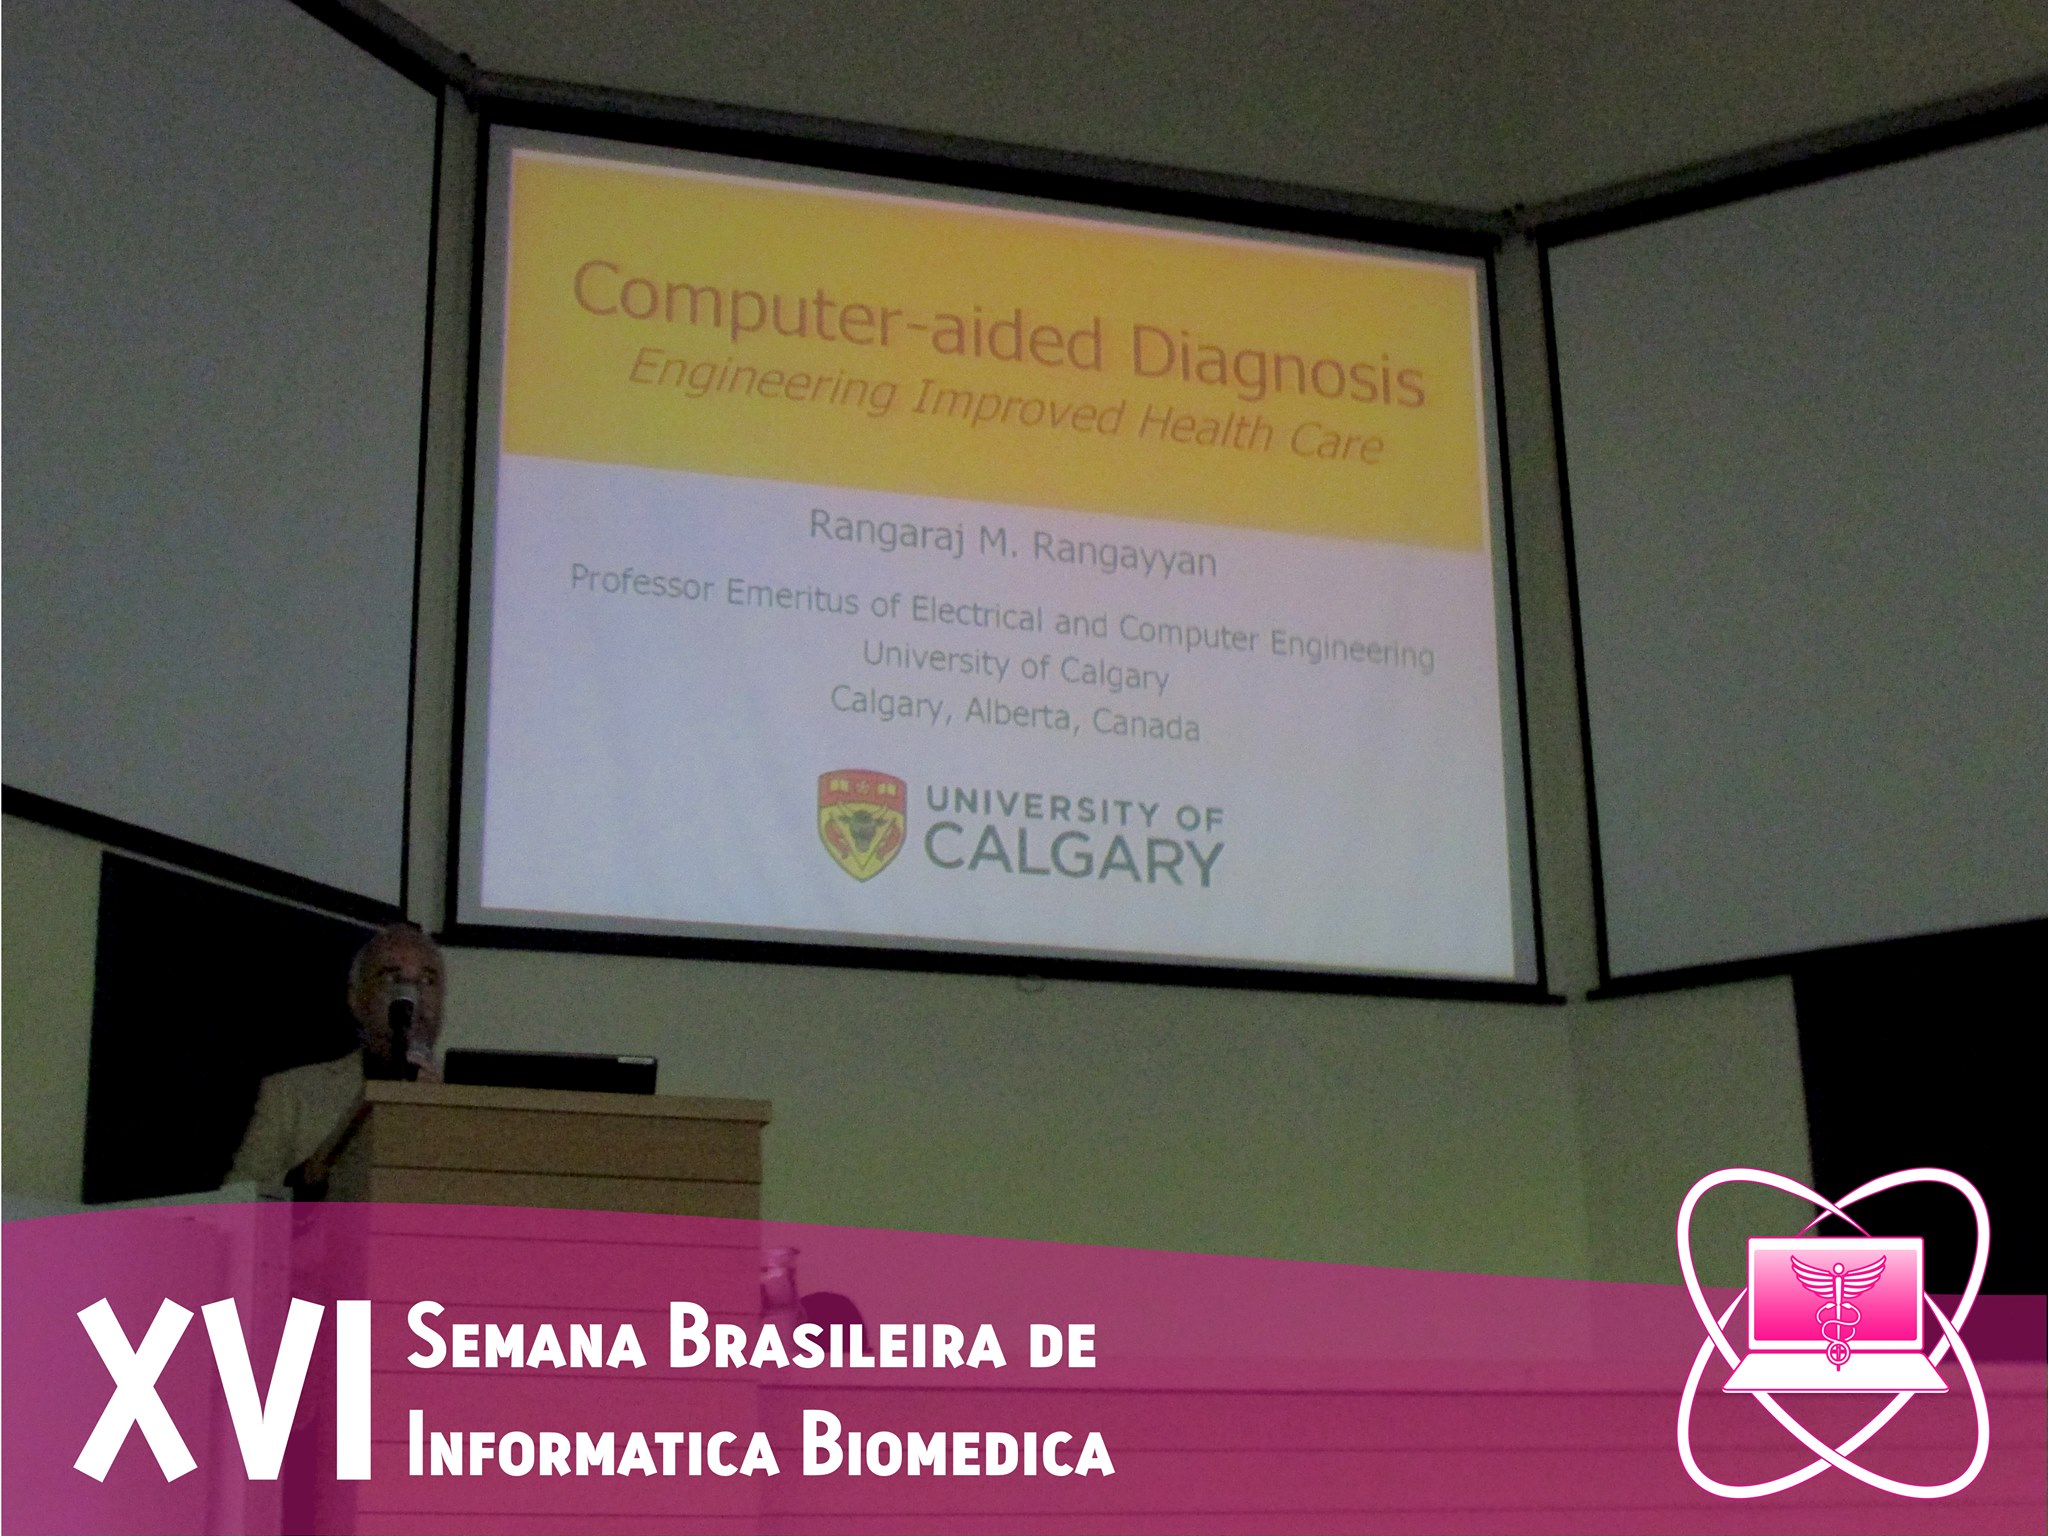 Computer-aided Diagnosis
Engineering Improved Health Care
Rangaraj M. Rangayyan
Professor Emeritus of Electrical and Computer Engineering
University of Calgary
Calgary, Alberta, Canada
UNIVERSITY OF
CALGARY
XVI
SEMANA BRASILEIRA DE
INFORMATICA BIOMEDICA